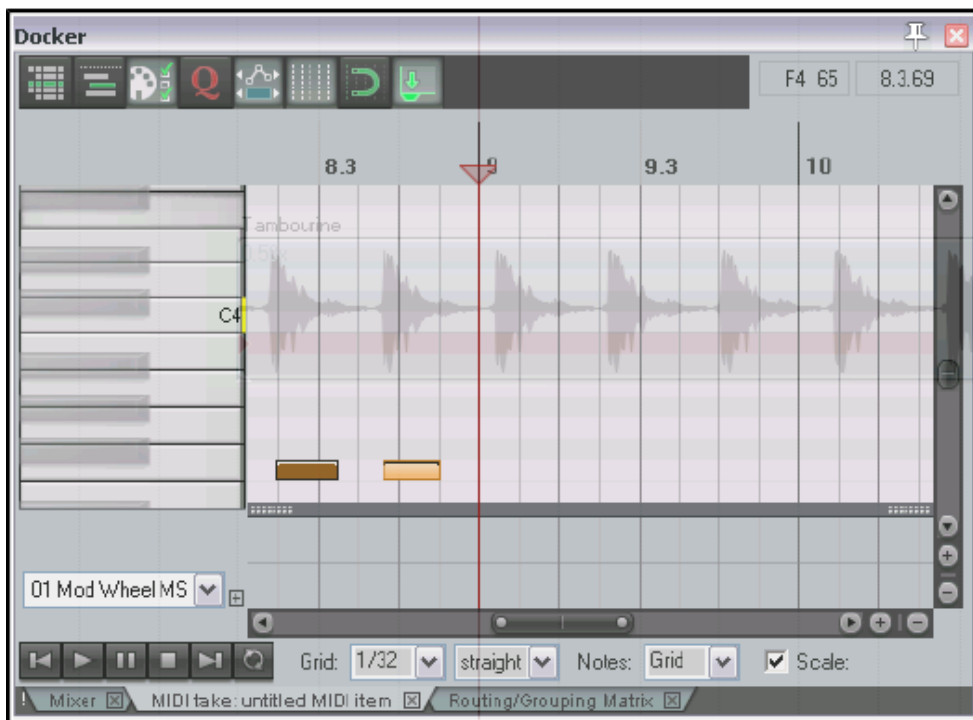 Docker
Q
F4 65 8.3.69
8.3 9 9.3 10
Tambourine
C4
01 Mod Wheel MS
Grid: 1/32 straight Notes: Grid Scale:
! Mixer MIDI take: untitled MIDI item Routing/Grouping Matrix